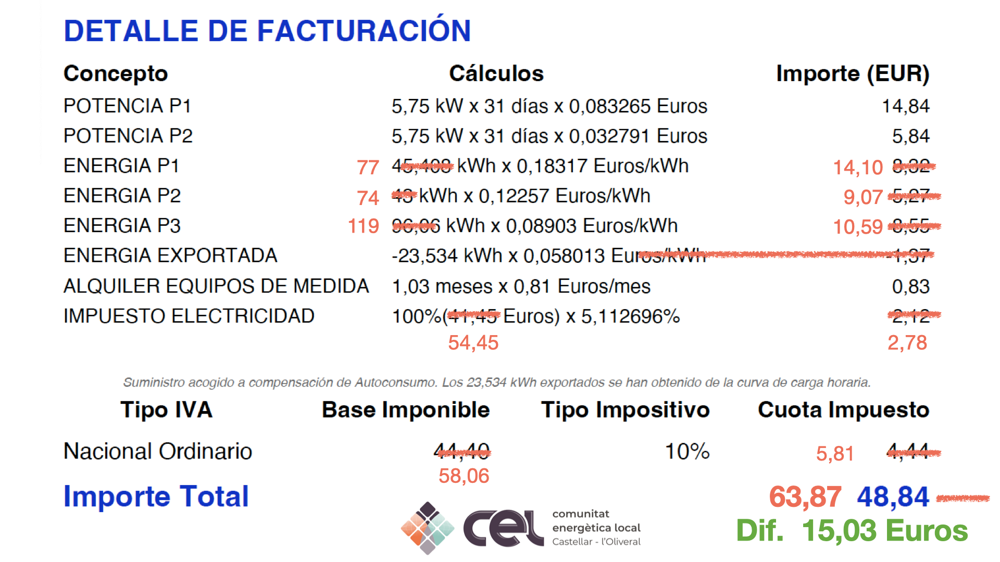 DETALLE DE FACTURACIÓN
Concepto Cálculos Importe (EUR)
POTENCIA P1 5,75 kW x 31 días x 0,083265 Euros 14,84
POTENCIA P2 5,75 kW x 31 días x 0,032791 Euros 5,84
ENERGIA P1 77 45,408 kWh x 0,18317 Euros/kWh 14,10 8,32
ENERGIA P2 74 43 kWh x 0,12257 Euros/kWh 9,07 5,27
ENERGIA P3 119 96,06 kWh x 0,08903 Euros/kWh 10,59 8,55
ENERGIA EXPORTADA -23,534 kWh x 0,058013 Euros/kWh -1,37
ALQUILER EQUIPOS DE MEDIDA 1,03 meses x 0,81 Euros/mes 0,83
IMPUESTO ELECTRICIDAD 100%(41,45 Euros) x 5,112696% 2,12
54,45 2,78
Suministro acogido a compensación de Autoconsumo. Los 23,534 kWh exportados se han obtenido de la curva de carga horaria.
Tipo IVA Base Imponible Tipo Impositivo Cuota Impuesto
Nacional Ordinario 44,40 10% 5,81 4,44
58,06
Importe Total 63,87 48,84
Dif. 15,03 Euros
cel
comunitat
energètica local
Castellar - l'Oliveral